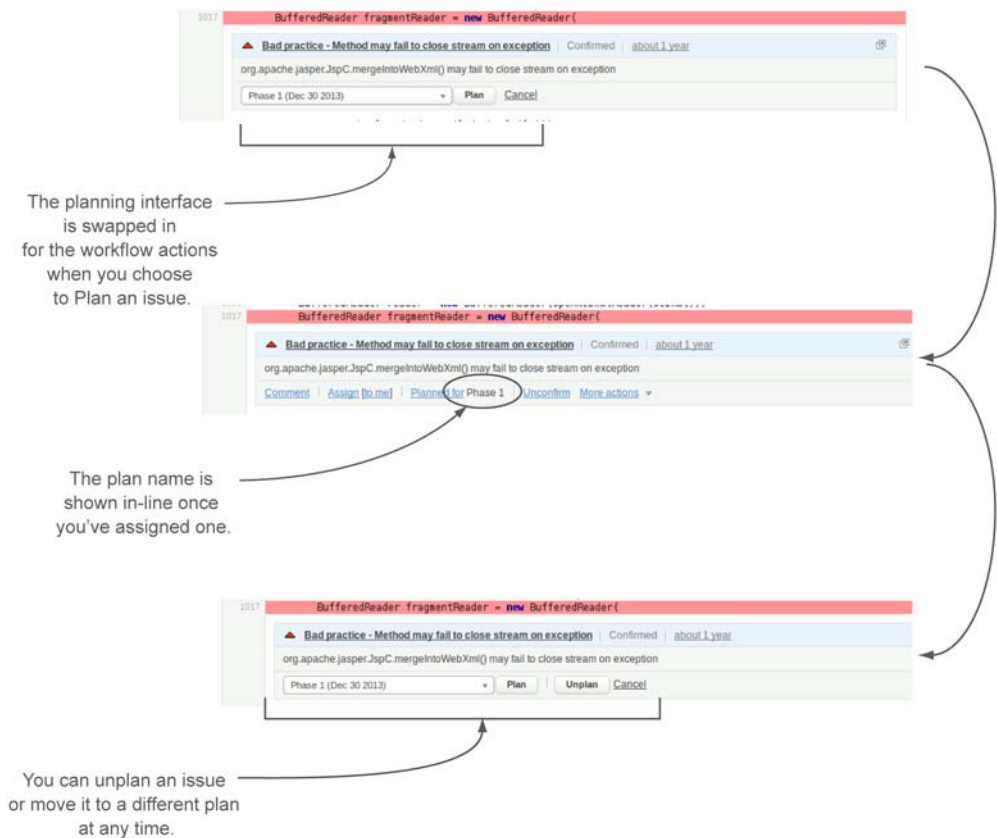 1017 BufferedReader fragmentReader = new BufferedReader(
Bad practice - Method may fail to close stream on exception | Confirmed | about 1 year
org.apache.jasper.JspC.mergeIntoWebXml() may fail to close stream on exception
Phase 1 (Dec 30 2013) Plan Cancel
The planning interface
is swapped in
for the workflow actions
when you choose
to Plan an issue.
1017 BufferedReader fragmentReader = new BufferedReader(
Bad practice - Method may fail to close stream on exception | Confirmed | about 1 year
org.apache.jasper.JspC.mergeIntoWebXml() may fail to close stream on exception
Comment | Assign [to me] | Planned for Phase 1 | Unconfirm More actions
The plan name is
shown in-line once
you've assigned one.
1017 BufferedReader fragmentReader = new BufferedReader(
Bad practice - Method may fail to close stream on exception | Confirmed | about 1 year
org.apache.jasper.JspC.mergeIntoWebXml() may fail to close stream on exception
Phase 1 (Dec 30 2013) Plan | Unplan Cancel
You can unplan an issue
or move it to a different plan
at any time.